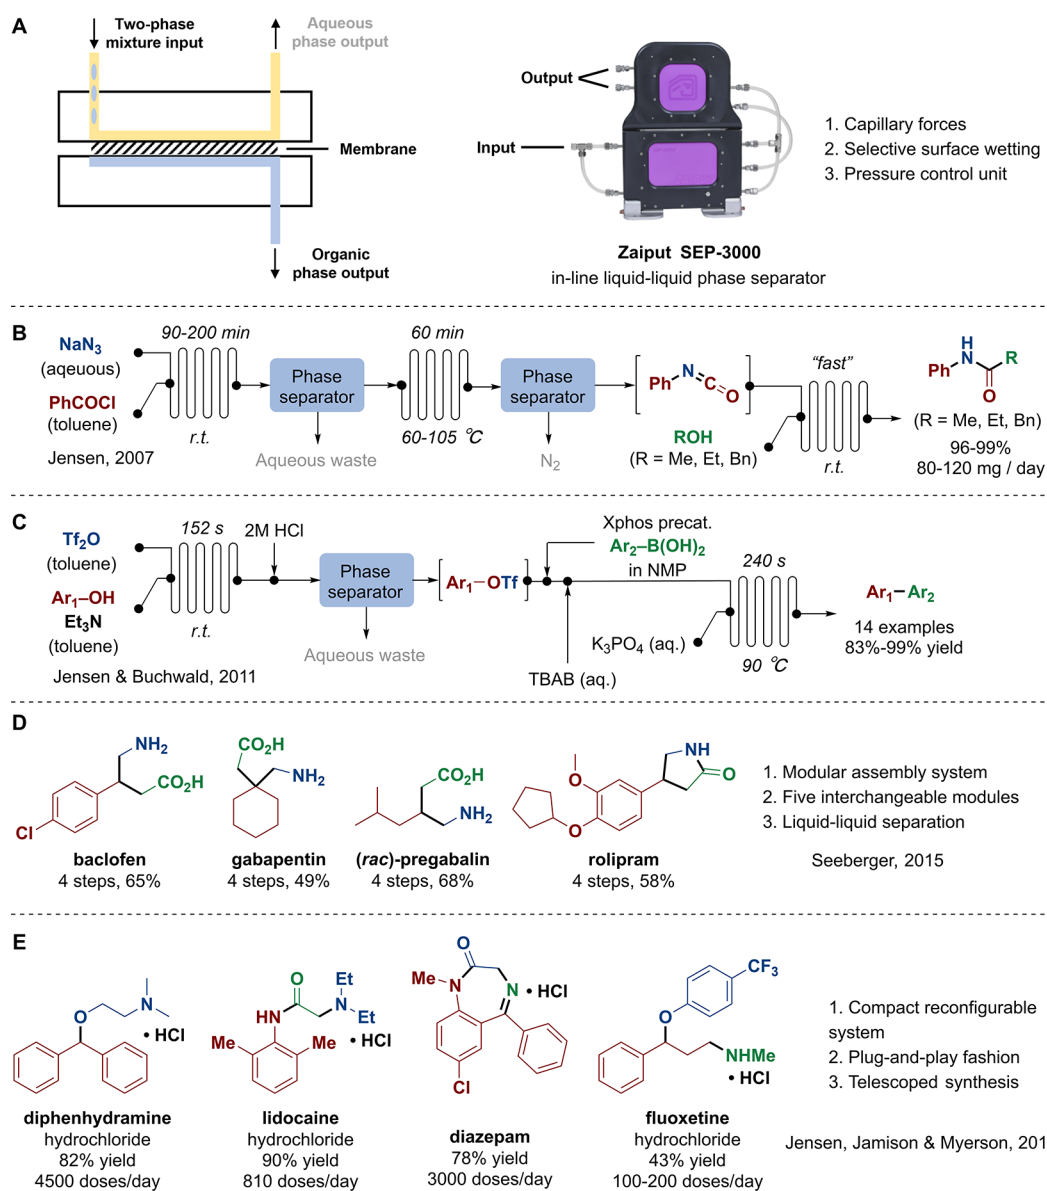 A
Two-phase
mixture input
Aqueous
phase output
Membrane
Organic
phase output
Output
Input
Zaiput SEP-3000
in-line liquid-liquid phase separator
1. Capillary forces
2. Selective surface wetting
3. Pressure control unit
B
NaN3
(aqueous)
PhCOCl
(toluene)
Jensen, 2007
90-200 min
r.t.
Phase
separator
Aqueous waste
60 min
60-105 °C
Phase
separator
N2
Ph
N
C
O
ROH
(R = Me, Et, Bn)
“fast”
r.t.
H
N
Ph
R
O
(R = Me, Et, Bn)
96-99%
80-120 mg / day
C
Tf2O
(toluene)
Ar1–OH
Et3N
(toluene)
Jensen & Buchwald, 2011
152 s
r.t.
2M HCl
Phase
separator
Aqueous waste
Ar1–OTf
Xphos precat.
Ar2–B(OH)2
in NMP
TBAB (aq.)
K3PO4 (aq.)
240 s
90 °C
Ar1–Ar2
14 examples
83%-99% yield
D
NH2
CO2H
Cl
baclofen
4 steps, 65%
CO2H
NH2
gabapentin
4 steps, 49%
CO2H
NH2
(rac)-pregabalin
4 steps, 68%
NH
O
O
O
rolipram
4 steps, 58%
1. Modular assembly system
2. Five interchangeable modules
3. Liquid-liquid separation
Seeberger, 2015
E
N
O
• HCl
diphenhydramine
hydrochloride
82% yield
4500 doses/day
O
Et
N
Et
HN
Me
Me
• HCl
lidocaine
hydrochloride
90% yield
810 doses/day
O
Me
N
N
• HCl
Cl
diazepam
78% yield
3000 doses/day
CF3
O
NHMe
• HCl
fluoxetine
hydrochloride
43% yield
100-200 doses/day
1. Compact reconfigurable
system
2. Plug-and-play fashion
3. Telescoped synthesis
Jensen, Jamison & Myerson, 201